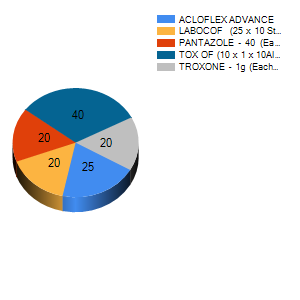 ACLOFLEX ADVANCE
LABOCOF (25 x 10 St...
PANTAZOLE - 40 (Ea...
TOX OF (10 x 1 x 10Al...
TROXONE - 1g (Each...
40
20
20
20
25